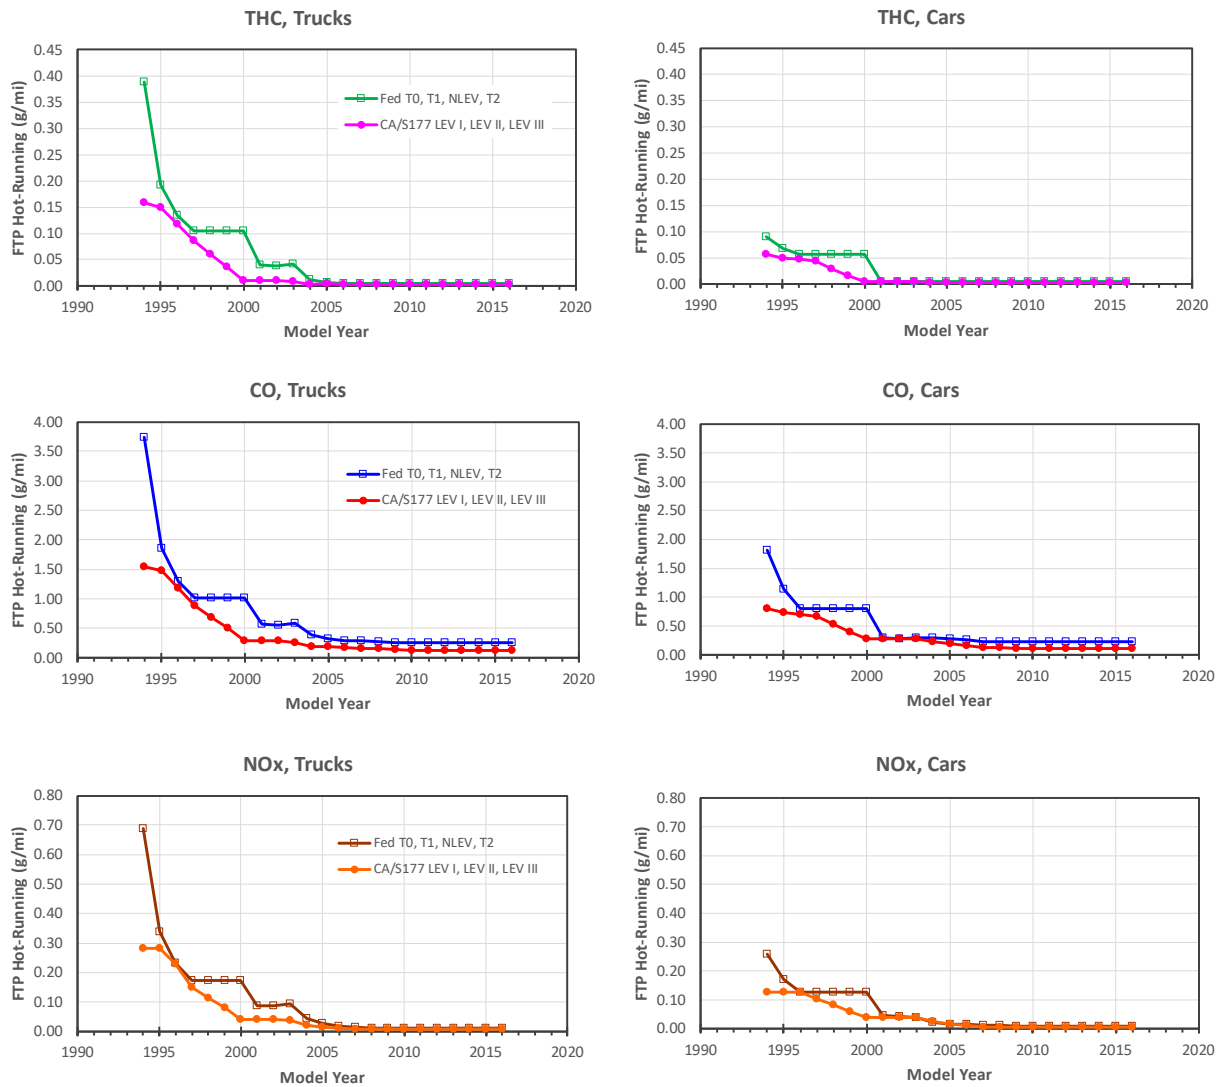 THC, Trucks
FTP Hot-Running (g/mi)
0.45
0.40
0.35
0.30
0.25
0.20
0.15
0.10
0.05
0.00
Fed T0, T1, NLEV, T2
CA/S177 LEV I, LEV II, LEV III
1990 1995 2000 2005 2010 2015 2020
Model Year
THC, Cars
FTP Hot-Running (g/mi)
0.45
0.40
0.35
0.30
0.25
0.20
0.15
0.10
0.05
0.00
1990 1995 2000 2005 2010 2015 2020
Model Year
CO, Trucks
FTP Hot-Running (g/mi)
4.00
3.50
3.00
2.50
2.00
1.50
1.00
0.50
0.00
Fed T0, T1, NLEV, T2
CA/S177 LEV I, LEV II, LEV III
1990 1995 2000 2005 2010 2015 2020
Model Year
CO, Cars
FTP Hot-Running (g/mi)
4.00
3.50
3.00
2.50
2.00
1.50
1.00
0.50
0.00
1990 1995 2000 2005 2010 2015 2020
Model Year
NOx, Trucks
FTP Hot-Running (g/mi)
0.80
0.70
0.60
0.50
0.40
0.30
0.20
0.10
0.00
Fed T0, T1, NLEV, T2
CA/S177 LEV I, LEV II, LEV III
1990 1995 2000 2005 2010 2015 2020
Model Year
NOx, Cars
FTP Hot-Running (g/mi)
0.80
0.70
0.60
0.50
0.40
0.30
0.20
0.10
0.00
1990 1995 2000 2005 2010 2015 2020
Model Year